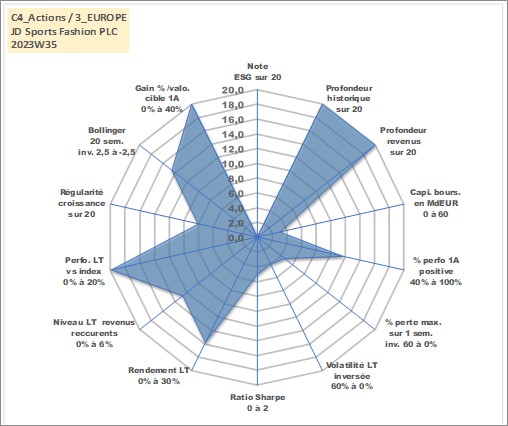 C4_Actions / 3_EUROPE
JD Sports Fashion PLC
2023W35
Note
ESG sur 20
Profondeur
historique
sur 20
Profondeur
revenus
sur 20
Capi. bours.
en MdEUR
0 à 60
% perfo 1A
positive
40% à 100%
% perte max.
sur 1 sem.
inv. 60 à 0%
Volatilité LT
inversée
60% à 0%
Ratio Sharpe
0 à 2
Rendement LT
0% à 30%
Niveau LT revenus
reccurents
0% à 6%
Perfo. LT
vs index
0% à 20%
Régularité
croissance
sur 20
Bollinger
20 sem.
inv. 2,5 à -2,5
Gain % /valo.
cible 1A
0% à 40%
20,0
18,0
16,0
14,0
12,0
10,0
8,0
6,0
4,0
2,0
0,0